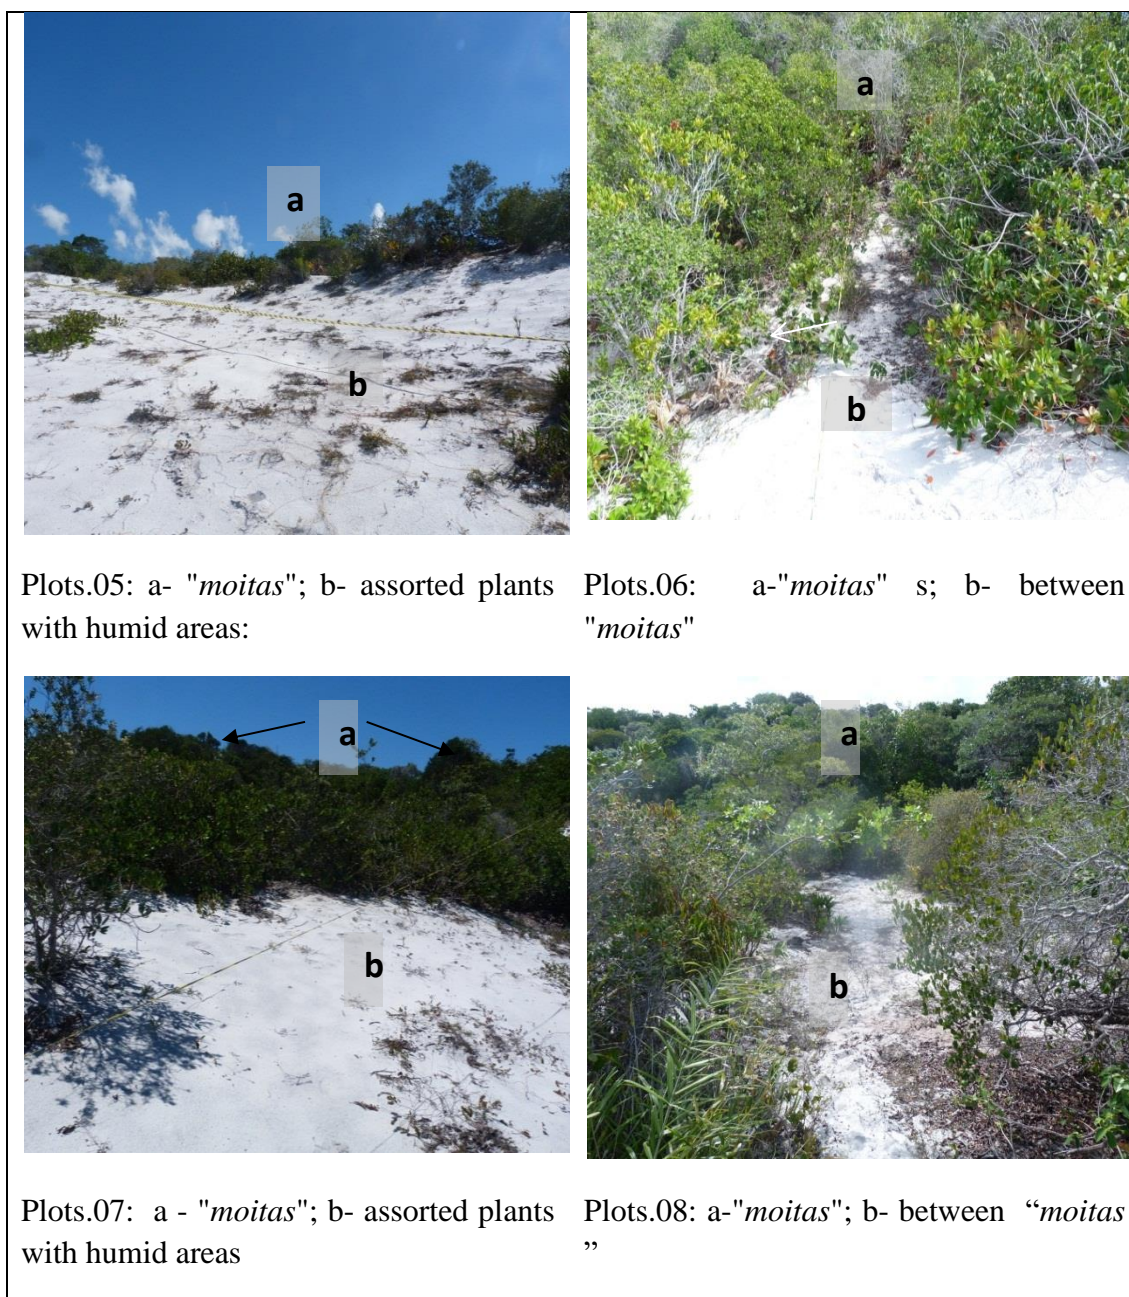 a
b
a
b
Plots.05: a- "moitas"; b- assorted plants
with humid areas:
Plots.06: a-"moitas" s; b- between
"moitas"
a
b
a
b
Plots.07: a - "moitas"; b- assorted plants
with humid areas
Plots.08: a-"moitas"; b- between “moitas
”